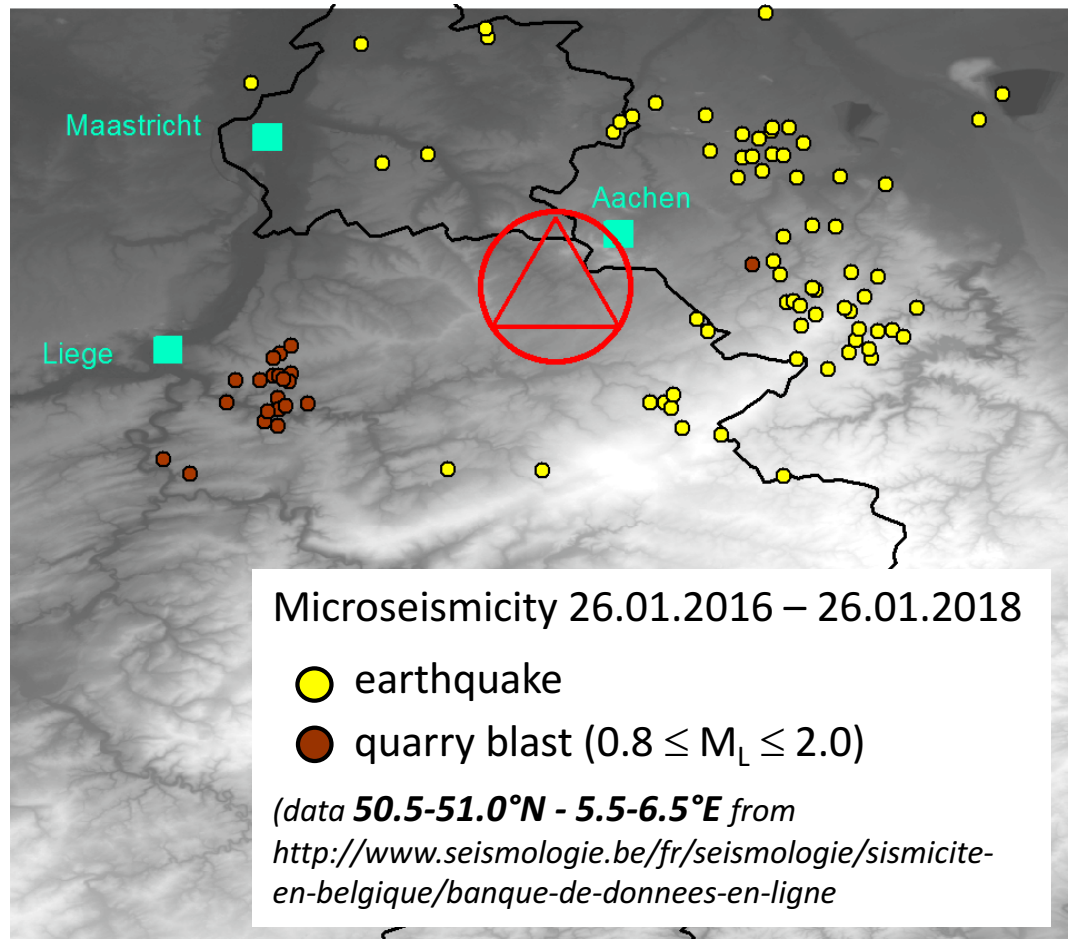 Maastricht
Aachen
Liege
Microseismicity 26.01.2016 – 26.01.2018
earthquake
quarry blast (0.8 ≤ M_L ≤ 2.0)
(data 50.5-51.0°N - 5.5-6.5°E from
http://www.seismologie.be/fr/seismologie/sismicite-
en-belgique/banque-de-donnees-en-ligne